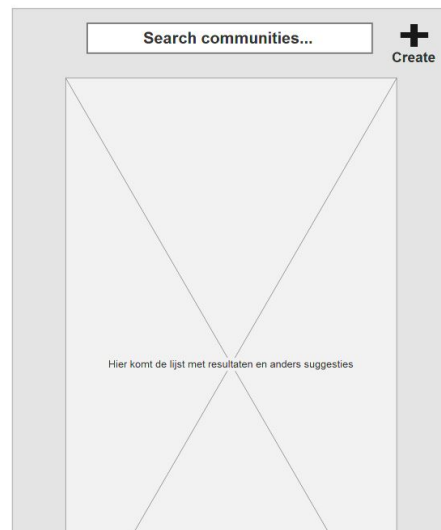 Search communities...
Create
Hier komt de lijst met resultaten en anders suggesties